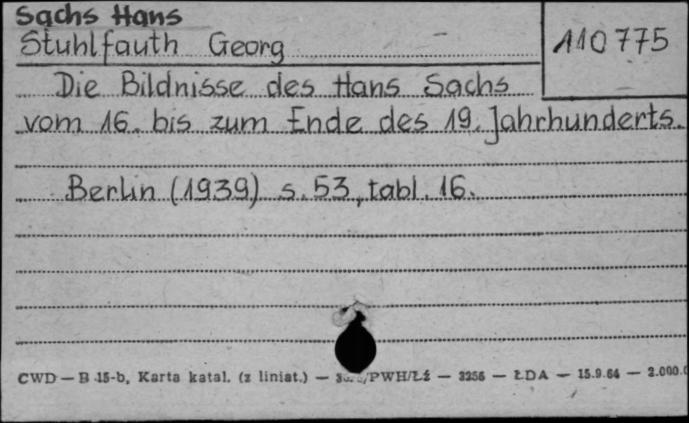 Sachs Hans
Stuhlfauth Georg
110775
Die Bildnisse des Hans Sachs
vom 16. bis zum Ende des 19. Jahrhunderts.
Berlin (1939) s. 53, tabl. 16.
CWD — B 15-b, Karta katal. (z liniat.) — /PWH/Łź — 3256 — ŁDA — 15.9.64 — 2.000.0